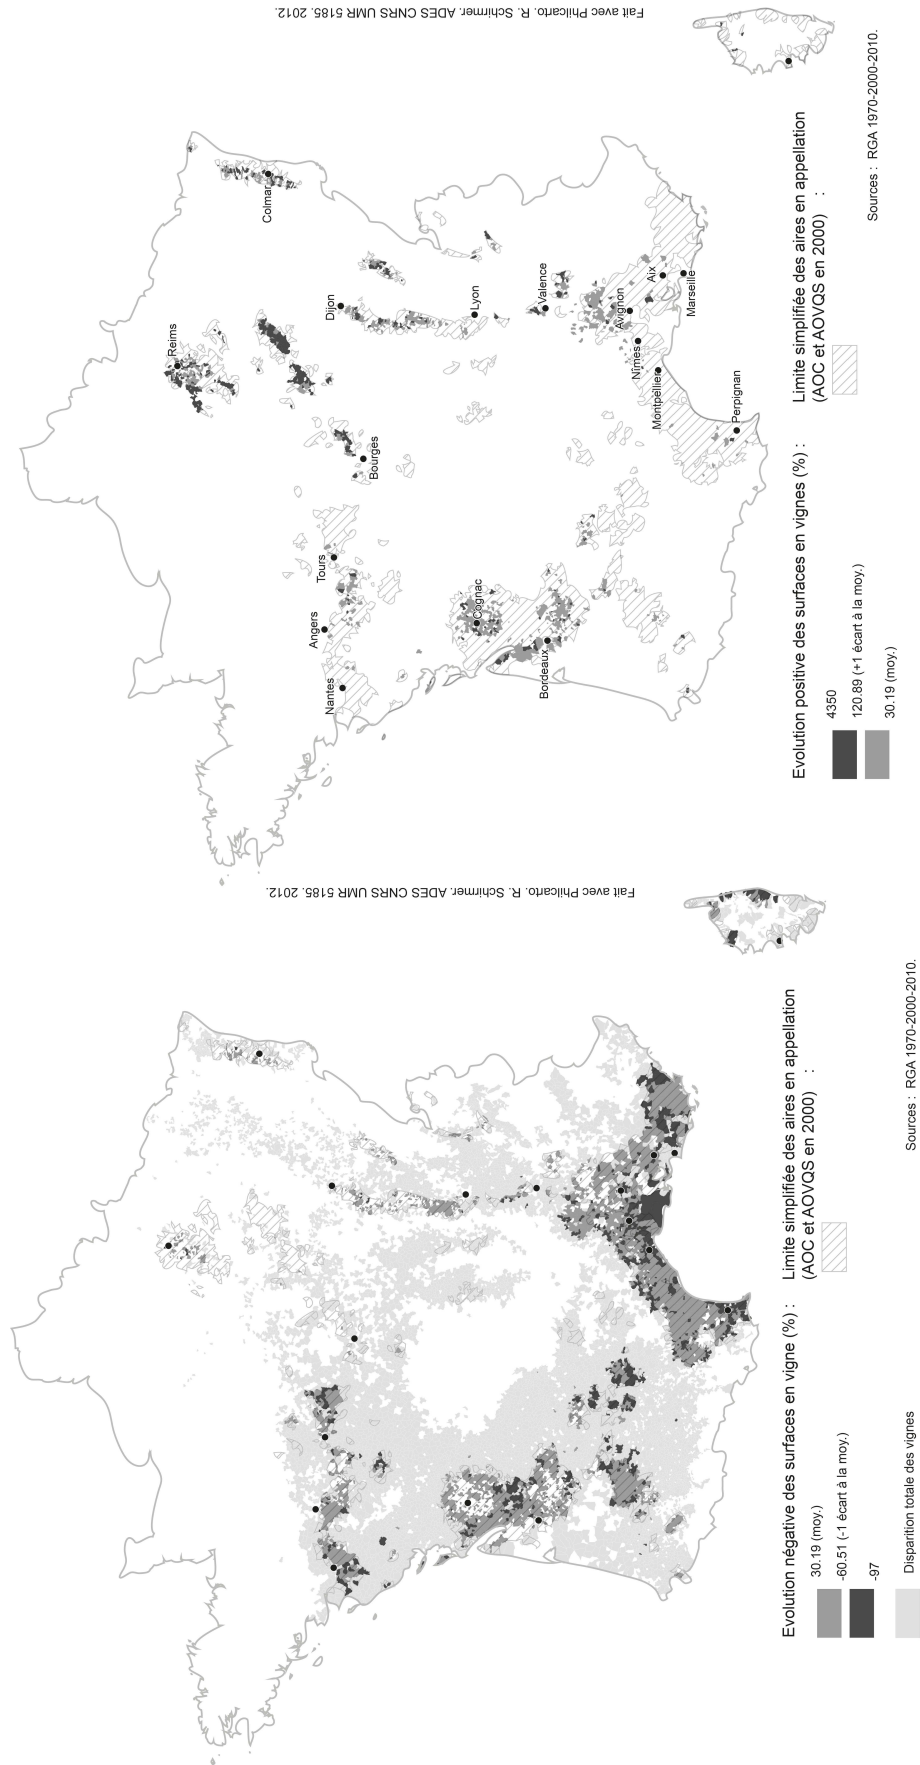 Reims
Colmar
Dijon
Bourges
Tours
Angers
Nantes
Lyon
Cognac
Valence
Bordeaux
Avignon
Aix
Nîmes
Marseille
Montpellier
Perpignan
Evolution positive des surfaces en vignes (%) :
4350
120.89 (+1 écart à la moy.)
30.19 (moy.)
Limite simplifiée des aires en appellation
(AOC et AOVQS en 2000) :
Sources : RGA 1970-2000-2010.
Fait avec Philcarto. R. Schirmer. ADES CNRS UMR 5185. 2012.
Evolution négative des surfaces en vigne (%) :
30.19 (moy.)
-60.51 (-1 écart à la moy.)
-97
Disparition totale des vignes
Limite simplifiée des aires en appellation
(AOC et AOVQS en 2000) :
Sources : RGA 1970-2000-2010.
Fait avec Philcarto. R. Schirmer. ADES CNRS UMR 5185. 2012.